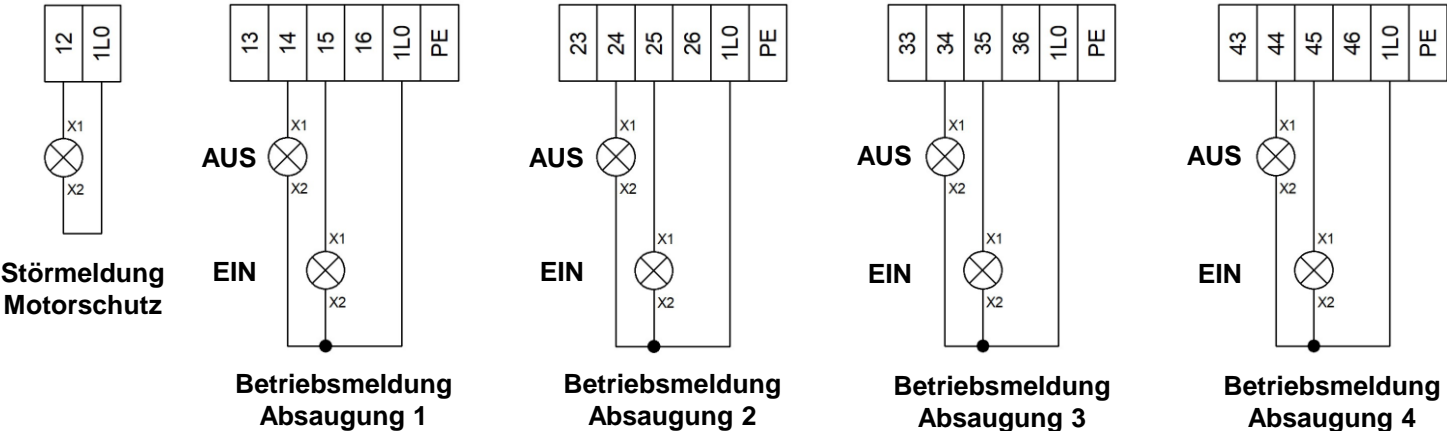 12 1L0
13 14 15 16 1L0 PE
23 24 25 26 1L0 PE
33 34 35 36 1L0 PE
43 44 45 46 1L0 PE
X1 X1 X1 X1 X1
AUS AUS AUS AUS
X2 X2 X2 X2 X2
X1 X1 X1 X1
EIN EIN EIN EIN
X2 X2 X2 X2
Störmeldung
Motorschutz
Betriebsmeldung
Absaugung 1
Betriebsmeldung
Absaugung 2
Betriebsmeldung
Absaugung 3
Betriebsmeldung
Absaugung 4